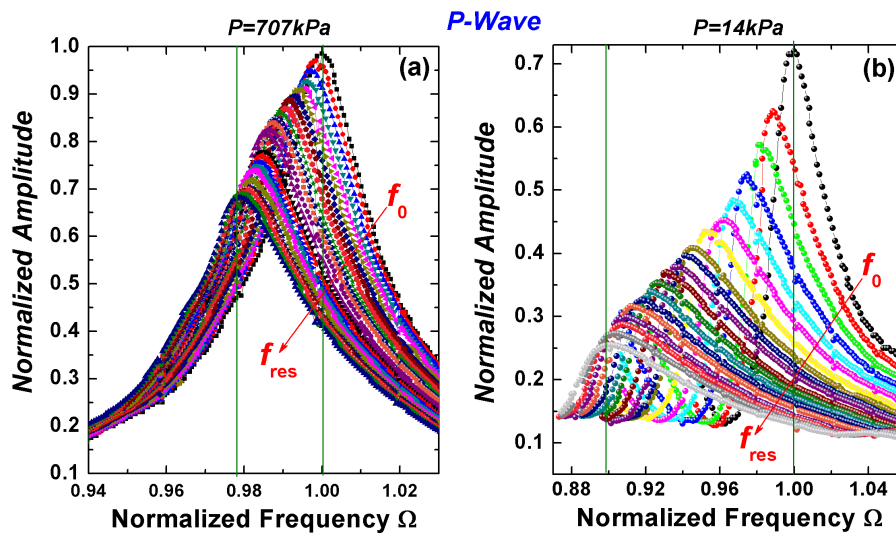 P-Wave
P=707kPa
(a)
Normalized Amplitude
1.0
0.9
0.8
0.7
0.6
0.5
0.4
0.3
0.2
0.1
f0
fres
0.94
0.96
0.98
1.00
1.02
Normalized Frequency Ω
P=14kPa
(b)
Normalized Amplitude
0.7
0.6
0.5
0.4
0.3
0.2
0.1
f0
fres
0.88
0.92
0.96
1.00
1.04
Normalized Frequency Ω